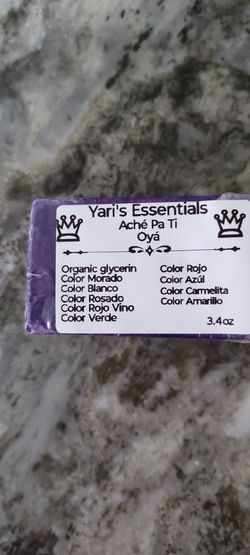 Yari's Essentials
Aché Pa Ti
Oyá
Organic glycerin
Color Morado
Color Blanco
Color Rosado
Color Rojo Vino
Color Verde
Color Rojo
Color Azúl
Color Carmelita
Color Amarillo
3.4oz